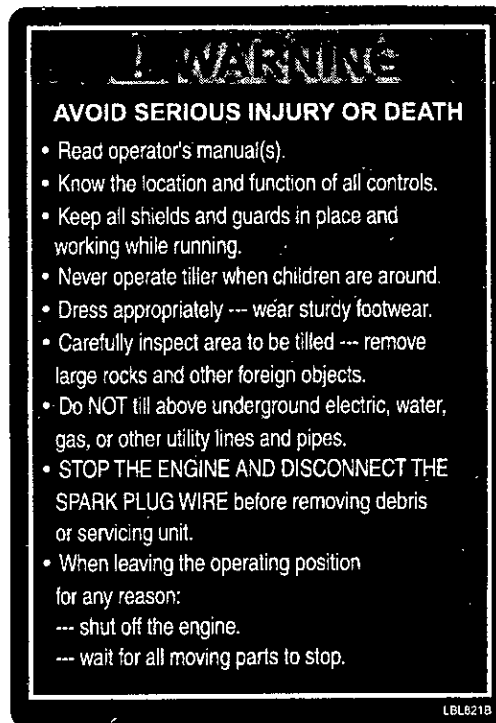 ! WARNING
AVOID SERIOUS INJURY OR DEATH
• Read operator's manual(s).
• Know the location and function of all controls.
• Keep all shields and guards in place and
working while running.
• Never operate tiller when children are around.
• Dress appropriately --- wear sturdy footwear.
• Carefully inspect area to be tilled --- remove
large rocks and other foreign objects.
• Do NOT till above underground electric, water,
gas, or other utility lines and pipes.
• STOP THE ENGINE AND DISCONNECT THE
SPARK PLUG WIRE before removing debris
or servicing unit.
• When leaving the operating position
for any reason:
--- shut off the engine.
--- wait for all moving parts to stop.
LBL821B